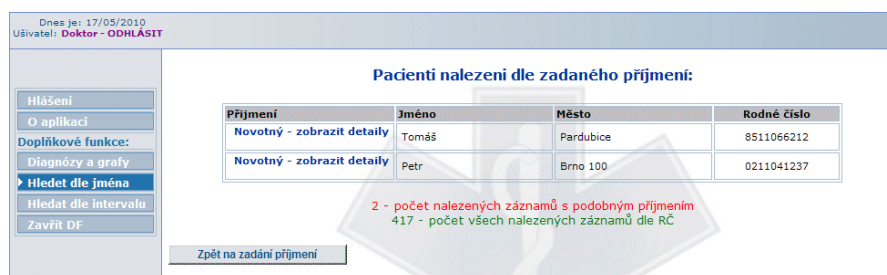 Dnes je: 17/05/2010
Uživatel: Doktor - ODHLÁSIT
Hlášení
O aplikaci
Doplňkové funkce:
Diagnózy a grafy
Hledet dle jména
Hledat dle intervalu
Zavřít DF
Pacienti nalezeni dle zadaného příjmení:
Přijmení Jméno Město Rodné číslo
Novotný - zobrazit detaily Tomáš Pardubice 8511066212
Novotný - zobrazit detaily Petr Brno 100 0211041237
2 - počet nalezených záznamů s podobným příjmením
417 - počet všech nalezených záznamů dle RČ
Zpět na zadání příjmení